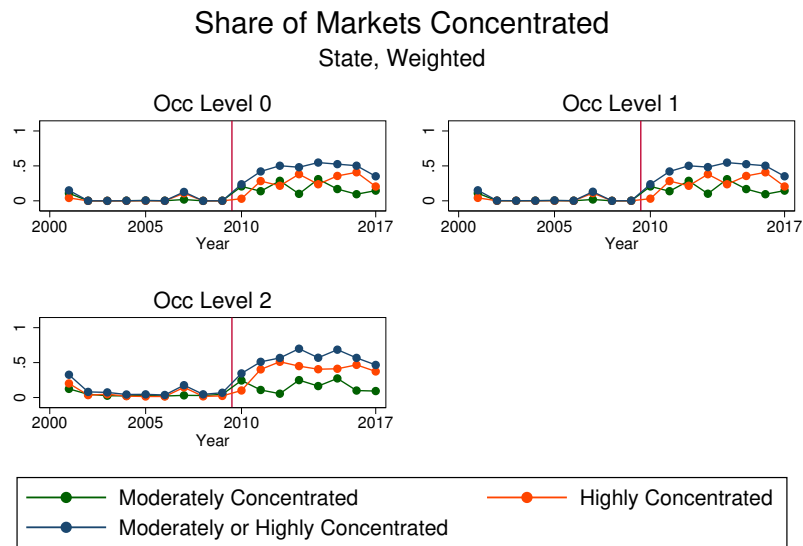 Share of Markets Concentrated
State, Weighted
Occ Level 0
1
.5
0
2000 2005 2010 2017
Year
Occ Level 1
1
.5
0
2000 2005 2010 2017
Year
Occ Level 2
1
.5
0
2000 2005 2010 2017
Year
Moderately Concentrated
Highly Concentrated
Moderately or Highly Concentrated